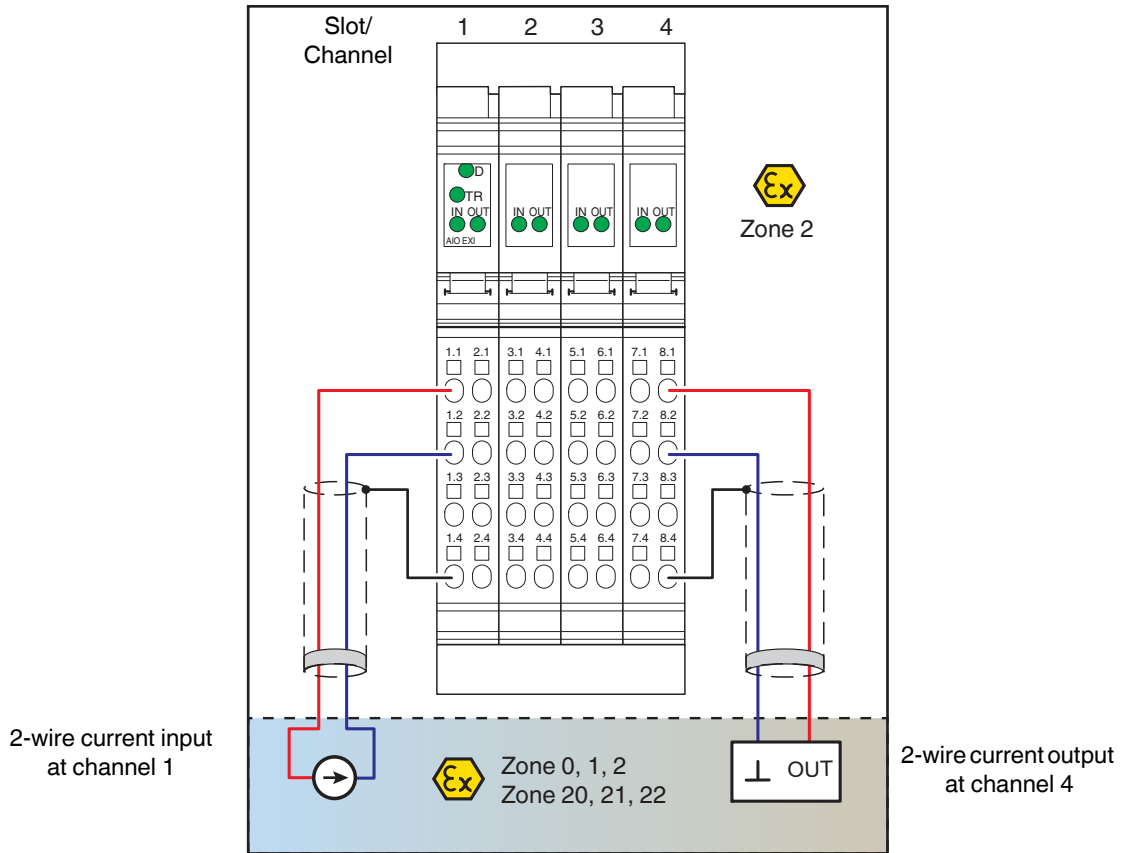 Slot/ 1 2 3 4
Channel
D
TR
IN OUT IN OUT IN OUT IN OUT
AIO EXI
Ex
Zone 2
1.1 2.1 3.1 4.1 5.1 6.1 7.1 8.1
1.2 2.2 3.2 4.2 5.2 6.2 7.2 8.2
1.3 2.3 3.3 4.3 5.3 6.3 7.3 8.3
1.4 2.4 3.4 4.4 5.4 6.4 7.4 8.4
2-wire current input
at channel 1
Ex
Zone 0, 1, 2
Zone 20, 21, 22
OUT
2-wire current output
at channel 4